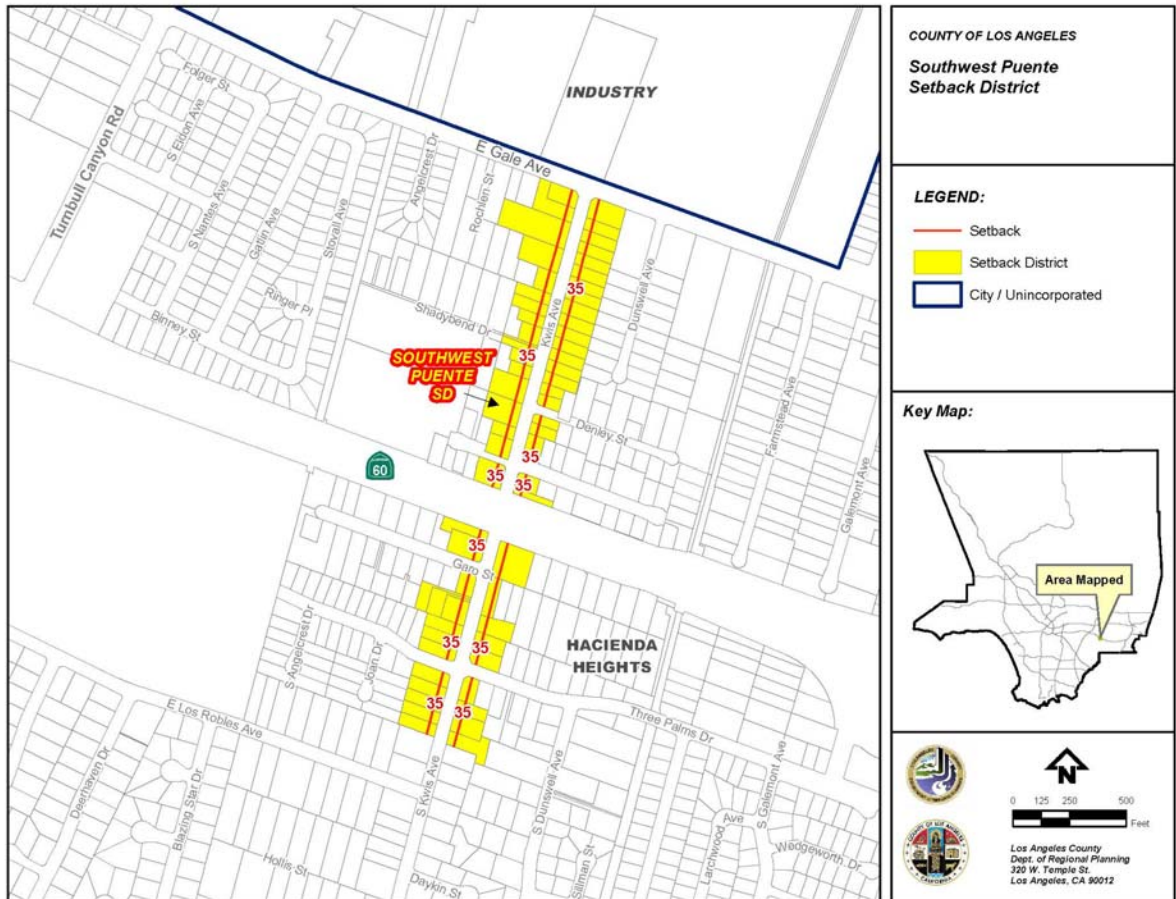 COUNTY OF LOS ANGELES
Southwest Puente
Setback District
LEGEND:
Setback
Setback District
City / Unincorporated
Key Map:
Area Mapped
N
0 125 250 500
Feet
Los Angeles County
Dept. of Regional Planning
320 W. Temple St.
Los Angeles, CA 90012
INDUSTRY
Folger St
S Eldon Ave
Turnbull Canyon Rd
S Nantes Ave
Gatlin Ave
Stovall Ave
Angelcrest Dr
Rochlen St
E Gale Ave
Ringer Pl
Binney St
Shadybend Dr
Kwis Ave
Dunswell Ave
35
35
SOUTHWEST
PUENTE
SD
Denley St
Farmstead Ave
Galemont Ave
60
35
35
35
35
Garo St
S Angelcrest Dr
Joan Dr
35
35
HACIENDA
HEIGHTS
35
35
Three Palms Dr
E Los Robles Ave
Deerhaven Dr
Blazing Star Dr
S Kwis Ave
S Dunswell Ave
S Galemont Ave
Larchwood Ave
Wedgeworth Dr
Hollis St
Daykin St
Silman St